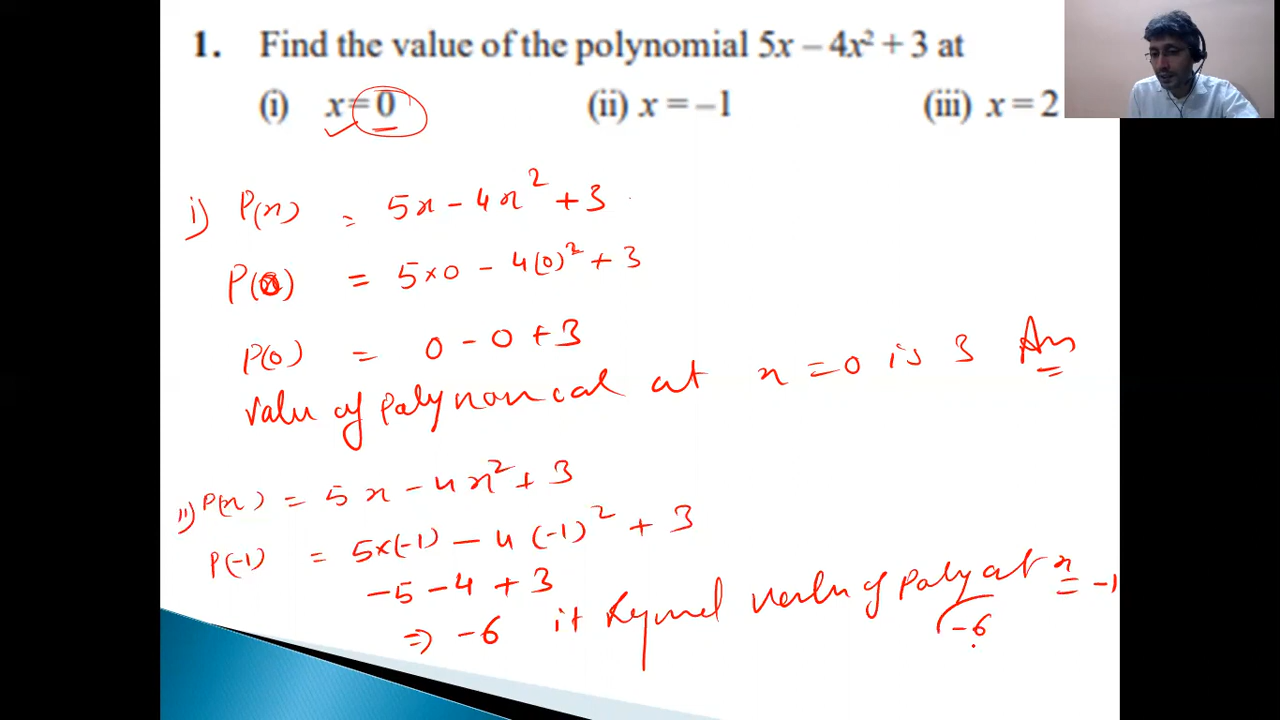 1. Find the value of the polynomial 5x – 4x² + 3 at
(i) x = 0 (ii) x = –1 (iii) x = 2
i) P(x) = 5x - 4x² + 3
P(0) = 5×0 - 4(0)² + 3
P(0) = 0 - 0 + 3
value of polynomial at x = 0 is 3 Ans
ii) P(x) = 5x - 4x² + 3
P(-1) = 5×(-1) - 4(-1)² + 3
-5 - 4 + 3
⇒ -6 it value of poly at x = -1
-6